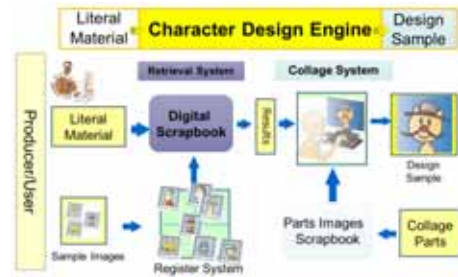 Literal
Material
Character Design Engine
Design
Sample
Retrieval System
Collage System
Producer/User
Literal
Material
Digital
Scrapbook
Results
Design
Sample
Sample Images
Register System
Parts Images
Scrapbook
Collage
Parts